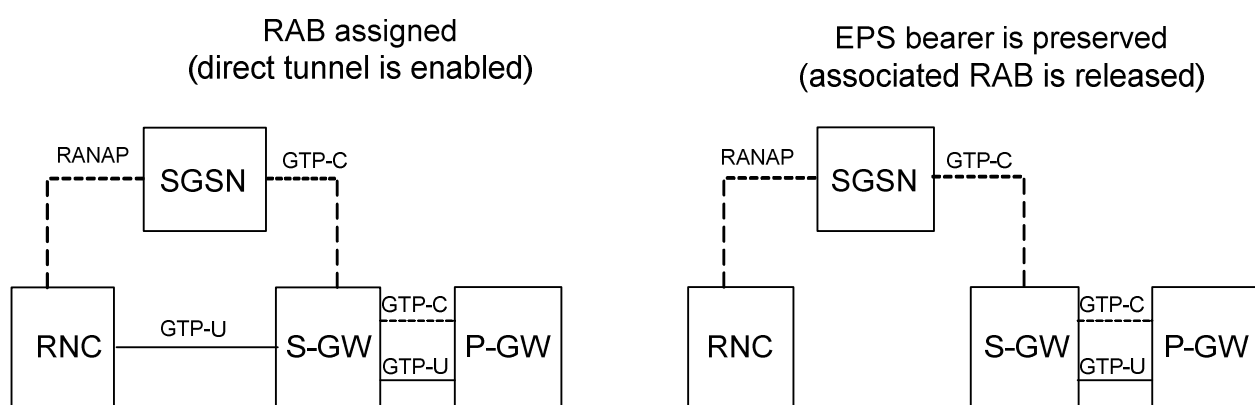 RAB assigned
(direct tunnel is enabled)
RANAP
SGSN
GTP-C
RNC
GTP-U
S-GW
GTP-C
GTP-U
P-GW
EPS bearer is preserved
(associated RAB is released)
RANAP
SGSN
GTP-C
RNC
S-GW
GTP-C
GTP-U
P-GW